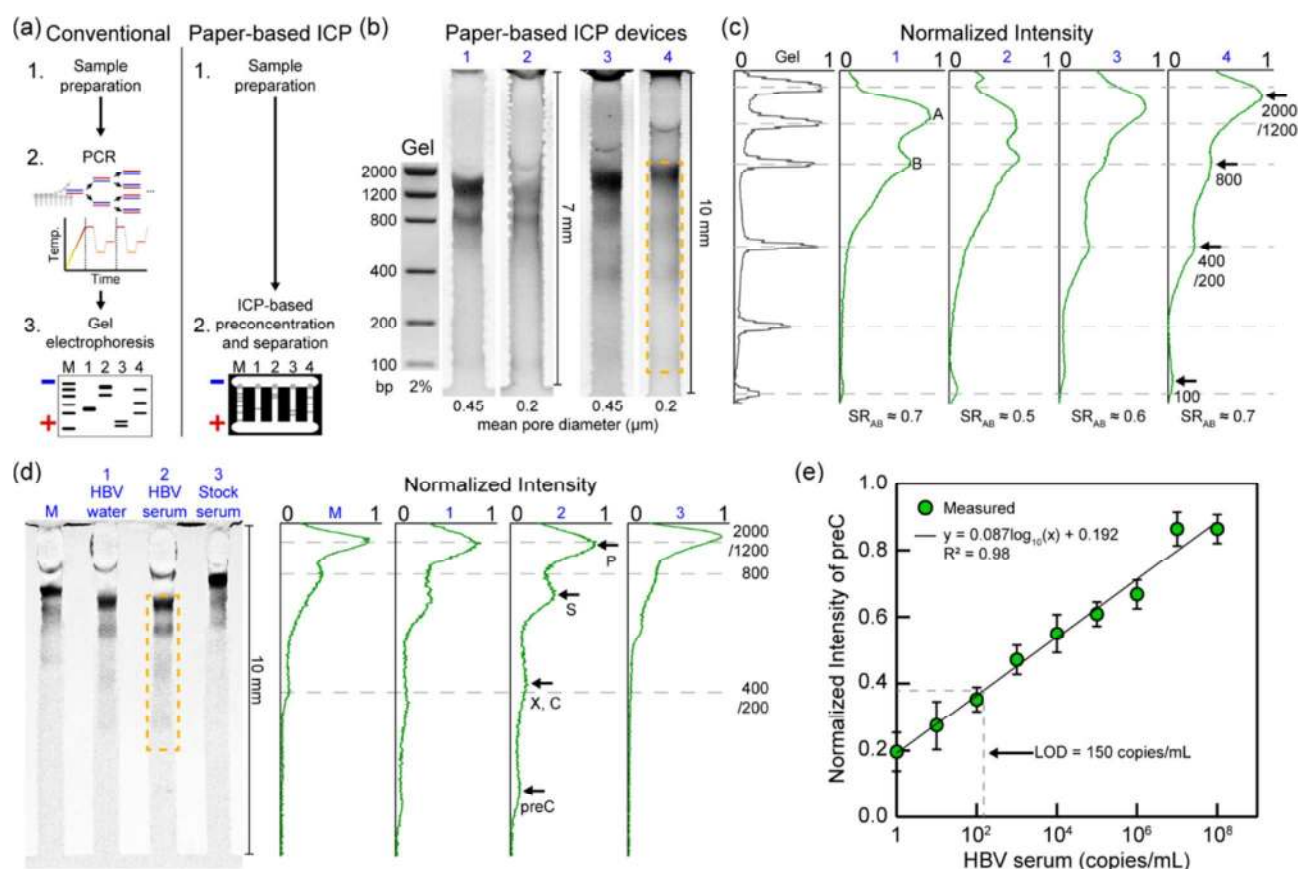 (a)
Conventional
Paper-based ICP
1.
Sample
preparation
2.
PCR
Temp.
Time
3.
Gel
electrophoresis
M 1 2 3 4
−
+
1.
Sample
preparation
ICP-based
2. preconcentration
and separation
M 1 2 3 4
−
+
(b)
Paper-based ICP devices
1 2 3 4
Gel
2000
1200
800
400
200
100
bp 2%
7 mm
10 mm
0.45 0.2 0.45 0.2
mean pore diameter (µm)
(c)
Normalized Intensity
0 Gel 1
0 1 1
0 2 1
0 3 1
0 4 1
A
B
2000
/1200
800
400
/200
100
SRAB ≈ 0.7
SRAB ≈ 0.5
SRAB ≈ 0.6
SRAB ≈ 0.7
(d)
M
1
HBV
water
2
HBV
serum
3
Stock
serum
10 mm
Normalized Intensity
0 M 1
0 1 1
0 2 1
0 3 1
P
S
X, C
preC
2000
/1200
800
400
/200
(e)
Normalized Intensity of preC
1.0
0.8
0.6
0.4
0.2
0.0
Measured
y = 0.087log10(x) + 0.192
R² = 0.98
LOD = 150 copies/mL
1 10² 10⁴ 10⁶ 10⁸
HBV serum (copies/mL)